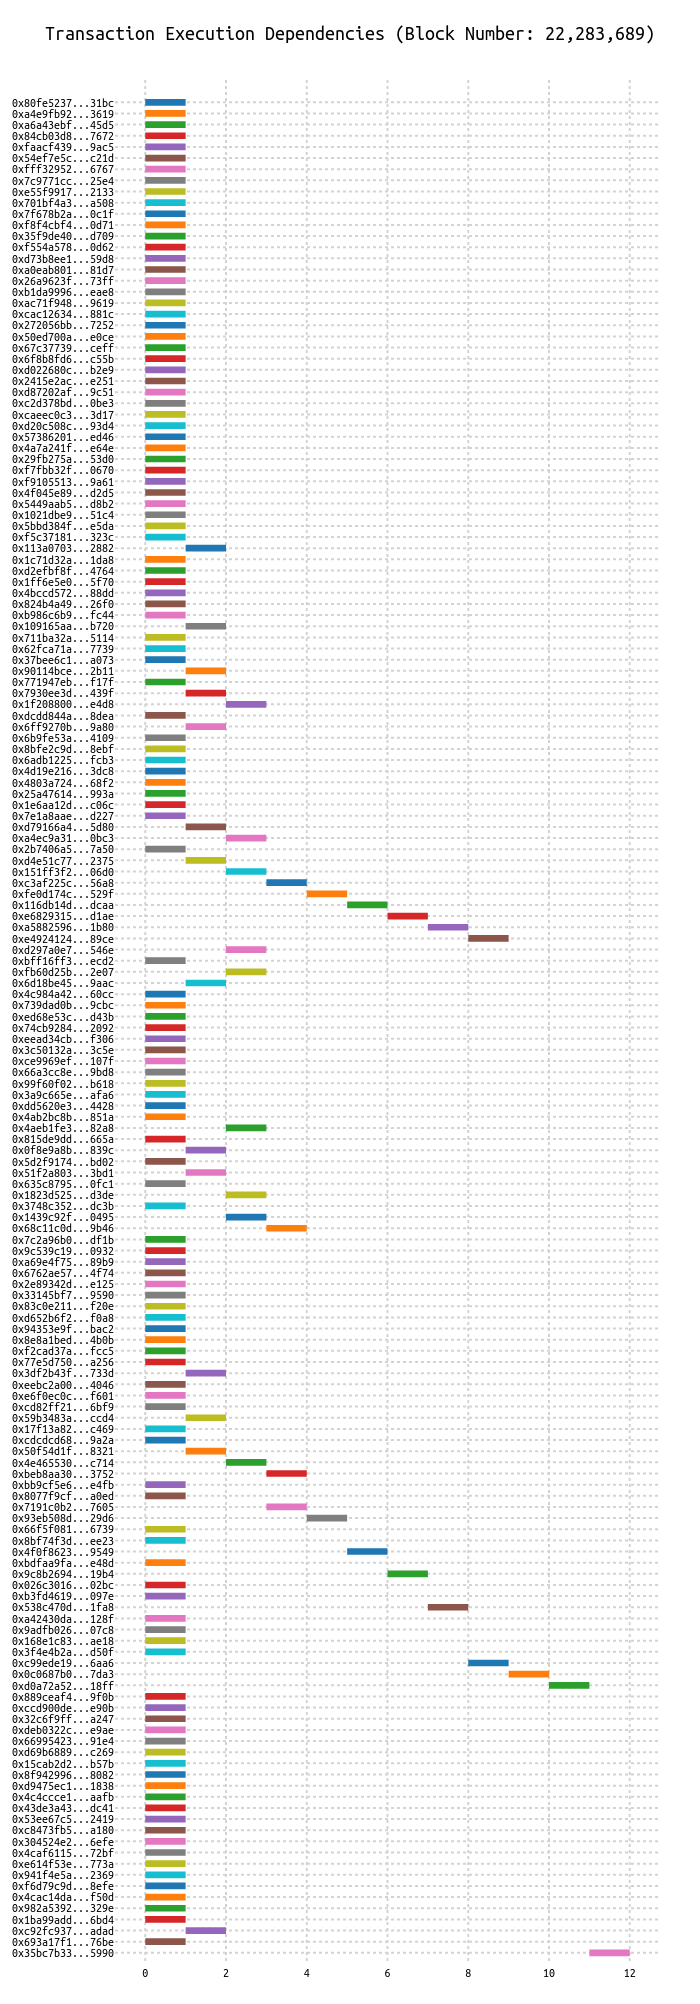 Transaction Execution Dependencies (Block Number: 22,283,689)
0x80fe5237...31bc
0xa4e9fb92...3619
0xa6a43ebf...45d5
0x84cb03d8...7672
0xfaacf439...9ac5
0x54ef7e5c...c21d
0xfff32952...6767
0x7c9771cc...25e4
0xe55f9917...2133
0x701bf4a3...a508
0x7f678b2a...0c1f
0xf8f4cbf4...0d71
0x35f9de40...d709
0xf554a578...0d62
0xd73b8ee1...59d8
0xa0eab801...81d7
0x26a9623f...73ff
0xb1da9996...eae8
0xac71f948...9619
0xcac12634...881c
0x272056bb...7252
0x50ed700a...e0ce
0x67c37739...ceff
0x6f8b8fd6...c55b
0xd022680c...b2e9
0x2415e2ac...e251
0xd87202af...9c51
0xc2d378bd...0be3
0xcaeec0c3...3d17
0xd20c508c...93d4
0x57386201...ed46
0x4a7a241f...e64e
0x29fb275a...53d0
0xf7fbb32f...0670
0xf9105513...9a61
0x4f045e89...d2d5
0x5449aab5...d8b2
0x1021dbe9...51c4
0x5bbd384f...e5da
0xf5c37181...323c
0x113a0703...2882
0x1c71d32a...1da8
0xd2efbf8f...4764
0x1ff6e5e0...5f70
0x4bccd572...88dd
0x824b4a49...26f0
0xb986c6b9...fc44
0x109165aa...b720
0x711ba32a...5114
0x62fca71a...7739
0x37bee6c1...a073
0x90114bce...2b11
0x771947eb...f17f
0x7930ee3d...439f
0x1f208800...e4d8
0xdcdd844a...8dea
0x6ff9270b...9a80
0x6b9fe53a...4109
0x8bfe2c9d...8ebf
0x6adb1225...fcb3
0x4d19e216...3dc8
0x4803a724...68f2
0x25a47614...993a
0x1e6aa12d...c06c
0x7e1a8aae...d227
0xd79166a4...5d80
0xa4ec9a31...0bc3
0x2b7406a5...7a50
0xd4e51c77...2375
0x151ff3f2...06d0
0xc3af225c...56a8
0xfe0d174c...529f
0x116db14d...dcaa
0xe6829315...d1ae
0xa5882596...1b80
0xe4924124...89ce
0xd297a0e7...546e
0xbff16ff3...ecd2
0xfb60d25b...2e07
0x6d18be45...9aac
0x4c984a42...60cc
0x739dad0b...9cbc
0xed68e53c...d43b
0x74cb9284...2092
0xeead34cb...f306
0x3c50132a...3c5e
0xce9969ef...107f
0x66a3cc8e...9bd8
0x99f60f02...b618
0x3a9c665e...afa6
0xdd5620e3...4428
0x4ab2bc8b...851a
0x4aeb1fe3...82a8
0x815de9dd...665a
0x0f8e9a8b...839c
0x5d2f9174...bd02
0x51f2a803...3bd1
0x635c8795...0fc1
0x1823d525...d3de
0x3748c352...dc3b
0x1439c92f...0495
0x68c11c0d...9b46
0x7c2a96b0...df1b
0x9c539c19...0932
0xa69e4f75...89b9
0x6762ae57...4f74
0x2e89342d...e125
0x33145bf7...9590
0x83c0e211...f20e
0xd652b6f2...f0a8
0x94353e9f...bac2
0x8e8a1bed...4b0b
0xf2cad37a...fcc5
0x77e5d750...a256
0x3df2b43f...733d
0xeebc2a00...4046
0xe6f0ec0c...f601
0xcd82ff21...6bf9
0x59b3483a...ccd4
0x17f13a82...c469
0xcdcdcd68...9a2a
0x50f54d1f...8321
0x4e465530...c714
0xbeb8aa30...3752
0xbb9cf5e6...e4fb
0x8077f9cf...a0ed
0x7191c0b2...7605
0x93eb508d...29d6
0x66f5f081...6739
0x8bf74f3d...ee23
0x4f0f8623...9549
0xbdfaa9fa...e48d
0x9c8b2694...19b4
0x026c3016...02bc
0xb3fd4619...097e
0x538c470d...1fa8
0xa42430da...128f
0x9adfb026...07c8
0x168e1c83...ae18
0x3f4e4b2a...d50f
0xc99ede19...6aa6
0x0c0687b0...7da3
0xd0a72a52...18ff
0x889ceaf4...9f0b
0xccd900de...e90b
0x32c6f9ff...a247
0xdeb0322c...e9ae
0x66995423...91e4
0xd69b6889...c269
0x15cab2d2...b57b
0x8f942996...8082
0xd9475ec1...1838
0x4c4ccce1...aafb
0x43de3a43...dc41
0x53ee67c5...2419
0xc8473fb5...a180
0x304524e2...6efe
0x4caf6115...72bf
0xe614f53e...773a
0x941f4e5a...2369
0xf6d79c9d...8efe
0x4cac14da...f50d
0x982a5392...329e
0x1ba99add...6bd4
0xc92fc937...adad
0x693a17f1...76be
0x35bc7b33...5990
0 2 4 6 8 10 12